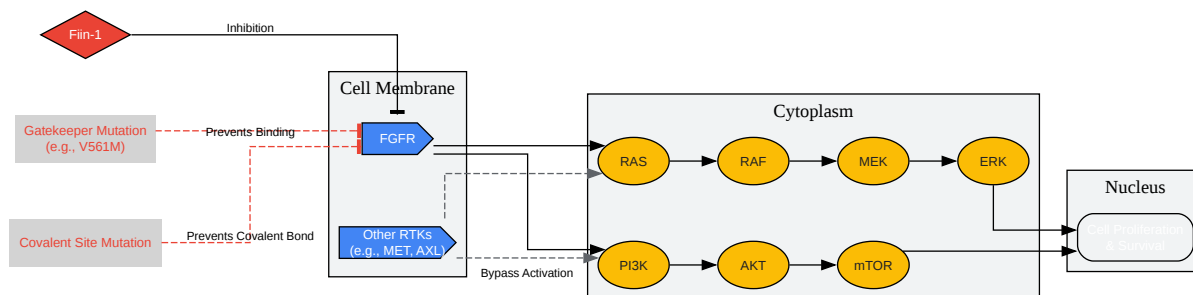 Fiin-1
Inhibition
Cell Membrane
Gatekeeper Mutation
(e.g., V561M)
Prevents Binding
FGFR
Covalent Site Mutation
Prevents Covalent Bond
Other RTKs
(e.g., MET, AXL)
Bypass Activation
Cytoplasm
RAS
RAF
MEK
ERK
PI3K
AKT
mTOR
Nucleus
Cell Proliferation
& Survival